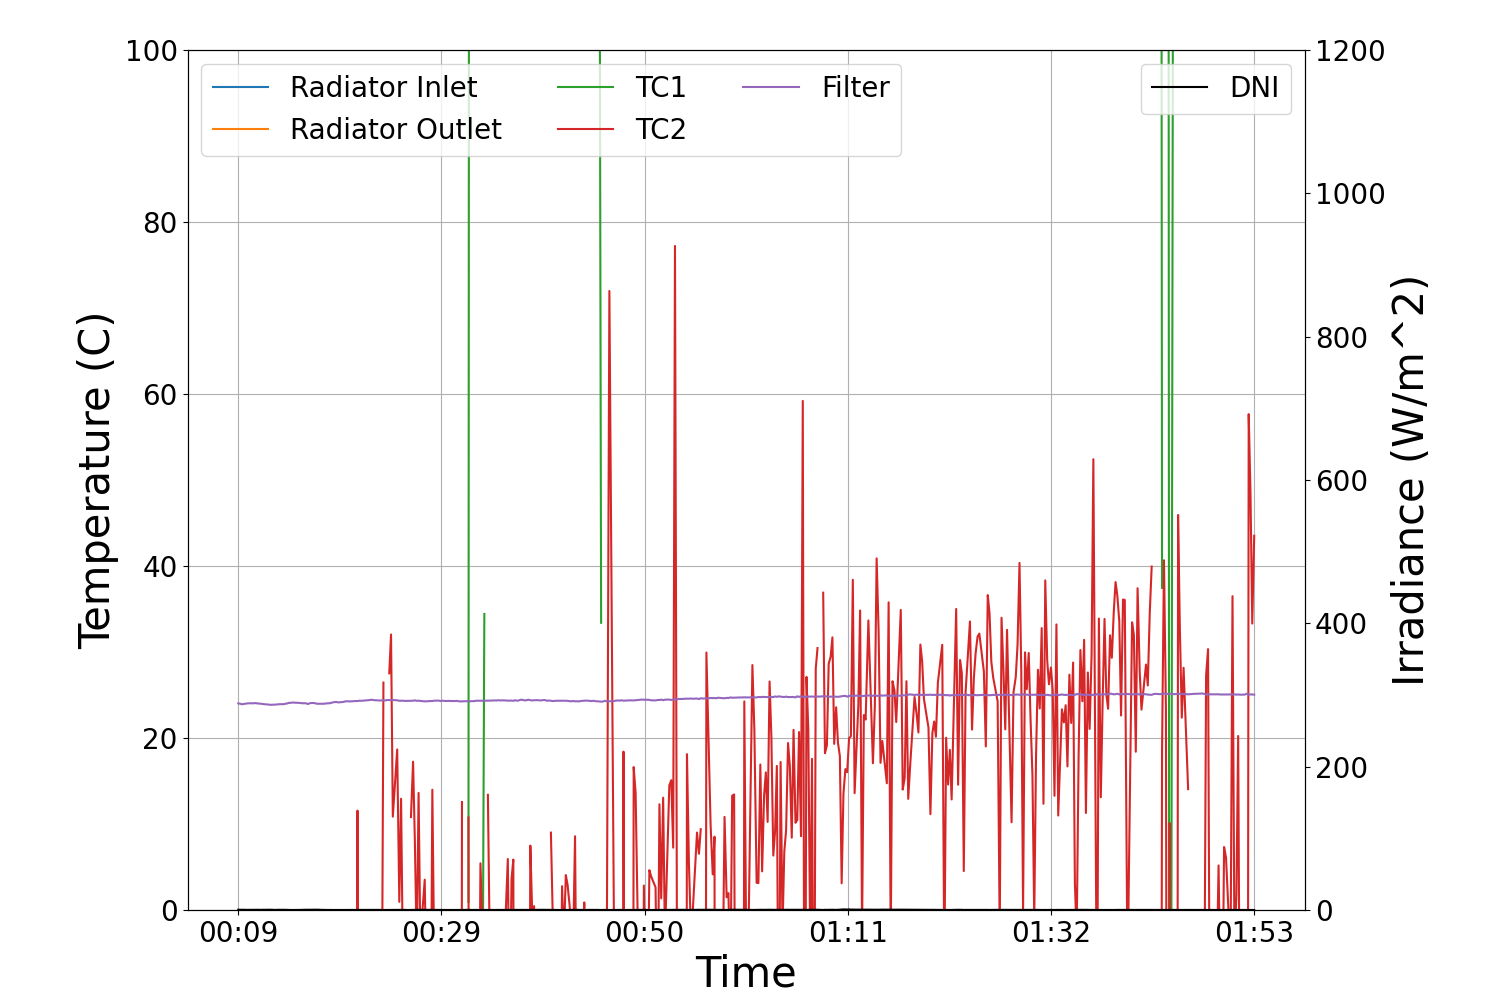 100
80
60
40
20
0
Temperature (C)
Radiator Inlet
Radiator Outlet
TC1
TC2
Filter
DNI
1200
1000
800
600
400
200
0
Irradiance (W/m^2)
00:09
00:29
00:50
01:11
01:32
01:53
Time